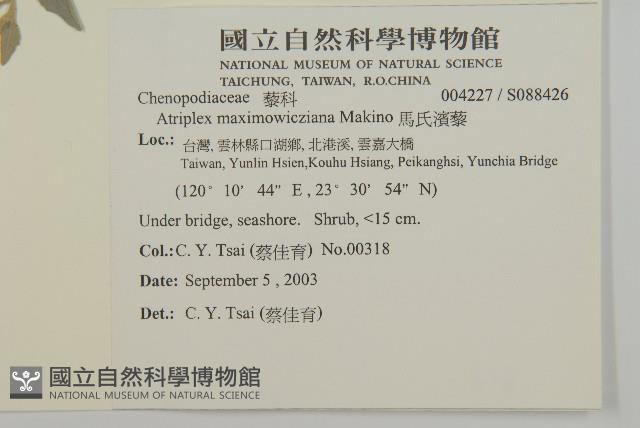 國立自然科學博物館
NATIONAL MUSEUM OF NATURAL SCIENCE
TAICHUNG, TAIWAN, R.O.CHINA
Chenopodiaceae 藜科 004227 / S088426
Atriplex maximowicziana Makino 馬氏濱藜
Loc.: 台灣, 雲林縣口湖鄉, 北港溪, 雲嘉大橋
Taiwan, Yunlin Hsien,Kouhu Hsiang, Peikanghsi, Yunchia Bridge
(120° 10' 44" E , 23° 30' 54" N)
Under bridge, seashore. Shrub, <15 cm.
Col.: C. Y. Tsai (蔡佳育) No.00318
Date: September 5 , 2003
Det.: C. Y. Tsai (蔡佳育)
國立自然科學博物館
NATIONAL MUSEUM OF NATURAL SCIENCE